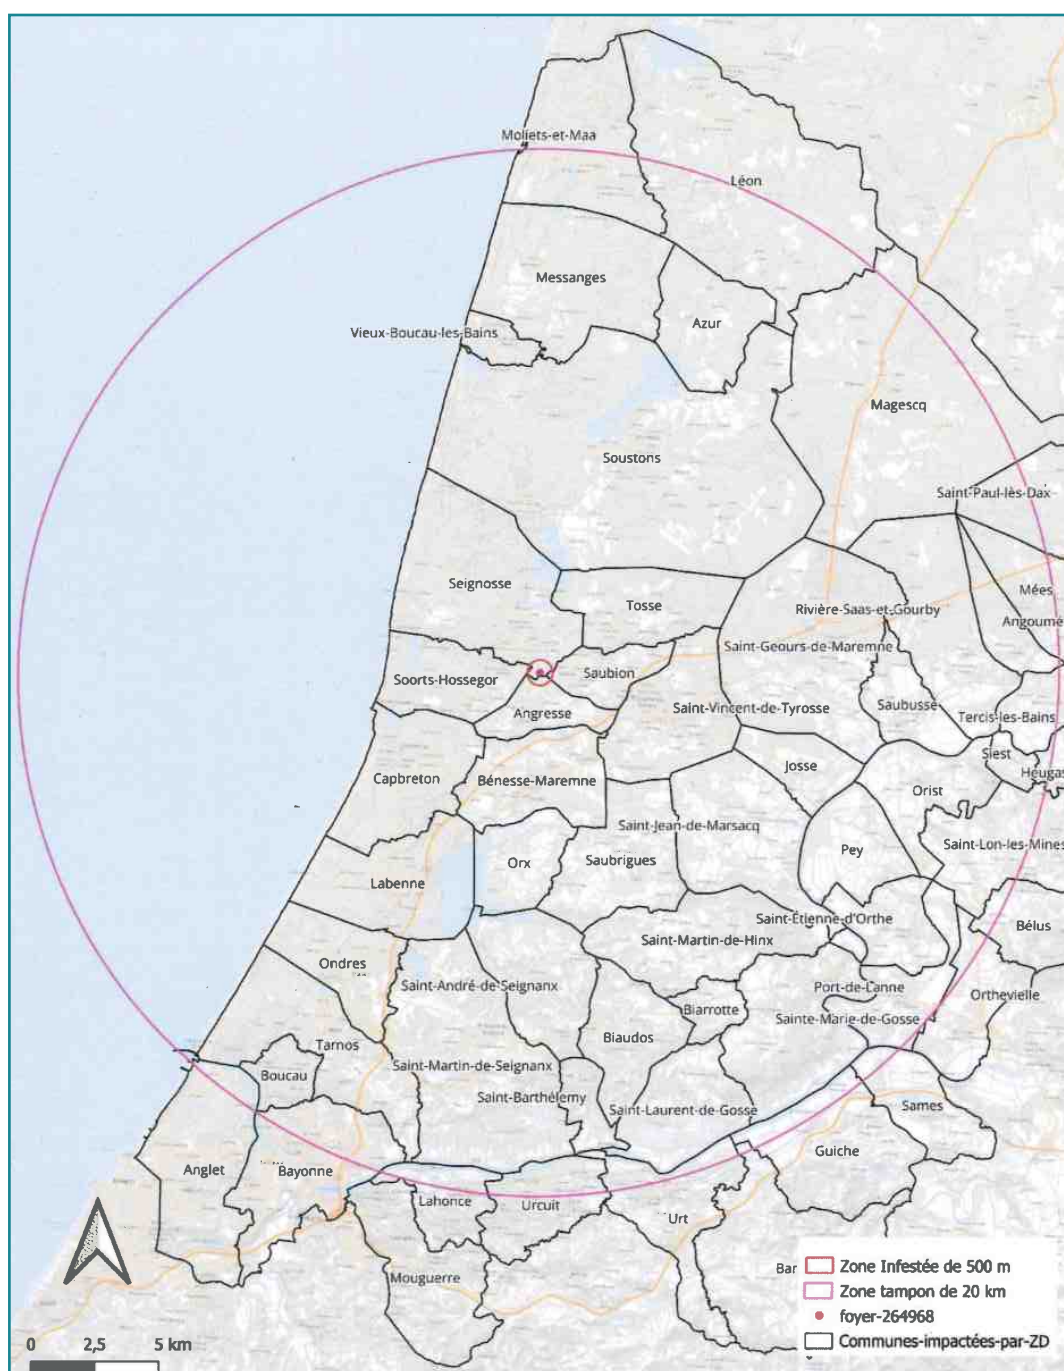 Moliets-et-Maa
Léon
Messanges
Azur
Vieux-Boucau-les-Bains
Magescq
Soustons
Saint-Paul-lès-Dax
Seignosse
Tosse
Mées
Rivière-Saas-et-Gourby
Angoumé
Saint-Geours-de-Maremne
Saubion
Soorts-Hossegor
Saint-Vincent-de-Tyrosse
Saubusse
Angresse
Tercis-les-Bains
Siest
Josse
Heugas
Capbreton
Bénesse-Maremne
Orist
Saint-Jean-de-Marsacq
Saint-Lon-les-Mines
Pey
Orx
Saubrigues
Labenne
Saint-Étienne-d'Orthe
Bélus
Saint-Martin-de-Hinx
Ondres
Saint-André-de-Seignanx
Port-de-Lanne
Orthevielle
Biarrotte
Sainte-Marie-de-Gosse
Biaudos
Tarnos
Saint-Martin-de-Seignanx
Boucau
Saint-Barthélemy
Saint-Laurent-de-Gosse
Sames
Guiche
Anglet
Bayonne
Lahonce
Urcuit
Urt
Mouguerre
Bar
Zone Infestée de 500 m
Zone tampon de 20 km
foyer-264968
Communes-impactées-par-ZD
0 2,5 5 km